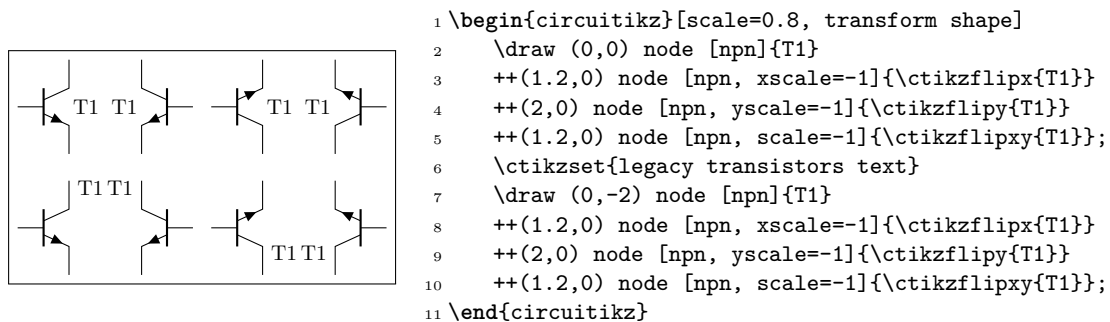 T1 T1 T1 T1
T1 T1
T1 T1
1 \begin{circuitikz}[scale=0.8, transform shape]
2 \draw (0,0) node [npn]{T1}
3 ++(1.2,0) node [npn, xscale=-1]{\ctikzflipx{T1}}
4 ++(2,0) node [npn, yscale=-1]{\ctikzflipy{T1}}
5 ++(1.2,0) node [npn, scale=-1]{\ctikzflipxy{T1}};
6 \ctikzset{legacy transistors text}
7 \draw (0,-2) node [npn]{T1}
8 ++(1.2,0) node [npn, xscale=-1]{\ctikzflipx{T1}}
9 ++(2,0) node [npn, yscale=-1]{\ctikzflipy{T1}}
10 ++(1.2,0) node [npn, scale=-1]{\ctikzflipxy{T1}};
11 \end{circuitikz}